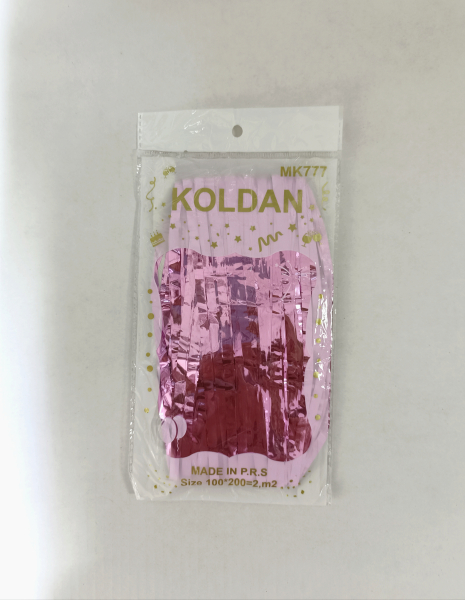 MK777
KOLDAN
MADE IN P.R.S
Size 100*200=2,m2